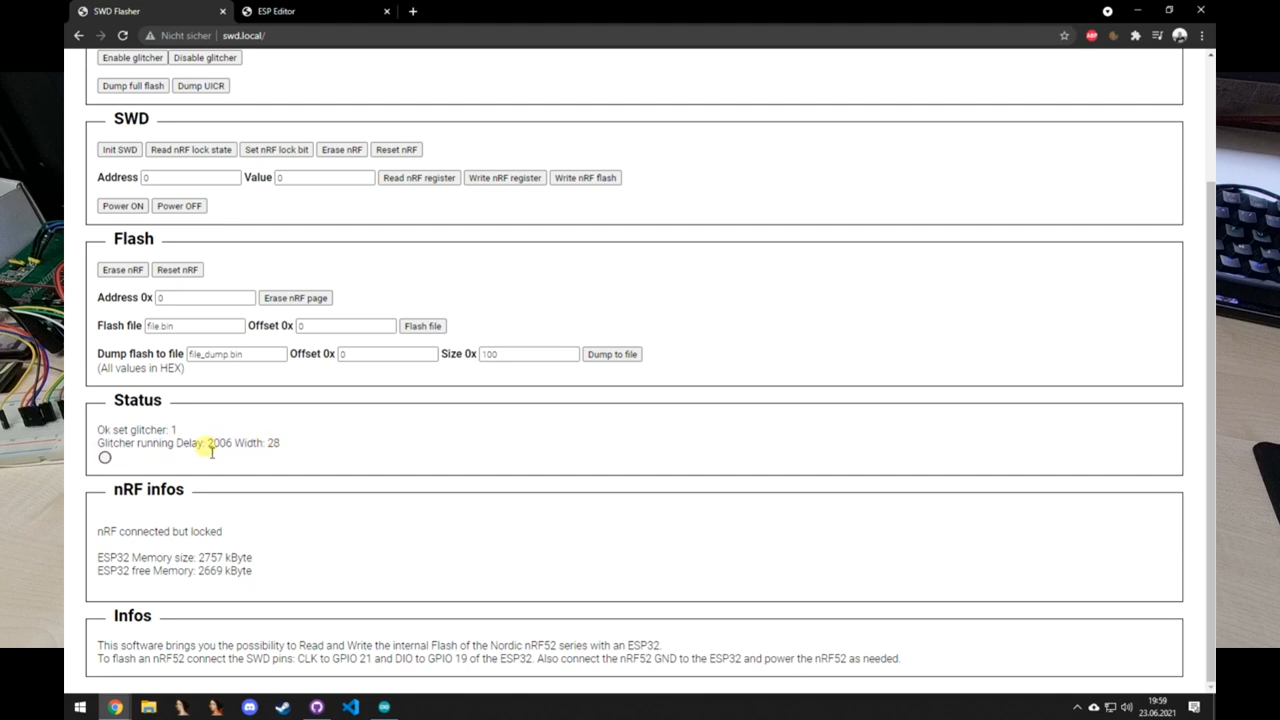 SWD Flasher
ESP Editor
Nicht sicher swd.local/
Enable glitcher Disable glitcher
Dump full flash Dump UICR
SWD
Init SWD Read nRF lock state Set nRF lock bit Erase nRF Reset nRF
Address 0 Value 0 Read nRF register Write nRF register Write nRF flash
Power ON Power OFF
Flash
Erase nRF Reset nRF
Address 0x 0 Erase nRF page
Flash file file.bin Offset 0x 0 Flash file
Dump flash to file file_dump.bin Offset 0x 0 Size 0x 100 Dump to file
(All values in HEX)
Status
Ok set glitcher: 1
Glitcher running Delay: 2006 Width: 28
nRF infos
nRF connected but locked
ESP32 Memory size: 2757 kByte
ESP32 free Memory: 2669 kByte
Infos
This software brings you the possibility to Read and Write the internal Flash of the Nordic nRF52 series with an ESP32.
To flash an nRF52 connect the SWD pins: CLK to GPIO 21 and DIO to GPIO 19 of the ESP32. Also connect the nRF52 GND to the ESP32 and power the nRF52 as needed.
19:59
23.06.2021